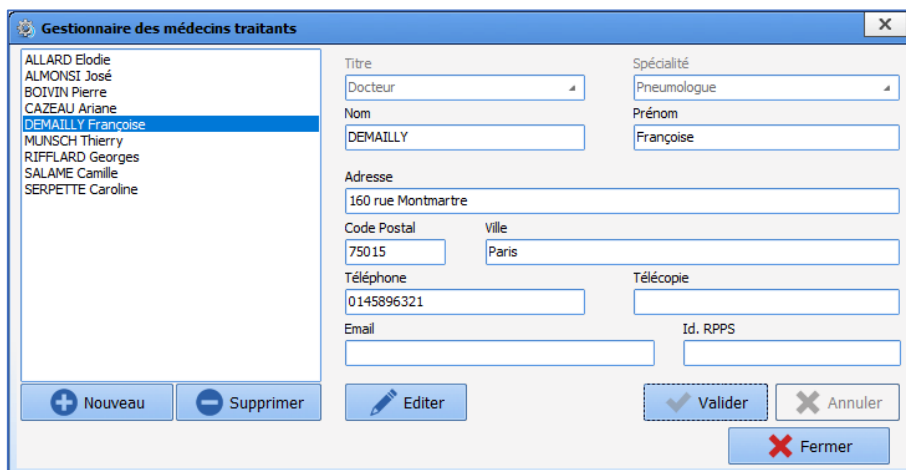 Gestionnaire des médecins traitants
ALLARD Elodie
ALMONSI José
BOIVIN Pierre
CAZEAU Ariane
DEMAILLY Françoise
MUNSCH Thierry
RIFFLARD Georges
SALAME Camille
SERPETTE Caroline
Titre
Spécialité
Docteur
Pneumologue
Nom
Prénom
DEMAILLY
Françoise
Adresse
160 rue Montmartre
Code Postal
Ville
75015
Paris
Téléphone
Télécopie
0145896321
Email
Id. RPPS
Nouveau
Supprimer
Editer
Valider
Annuler
Fermer